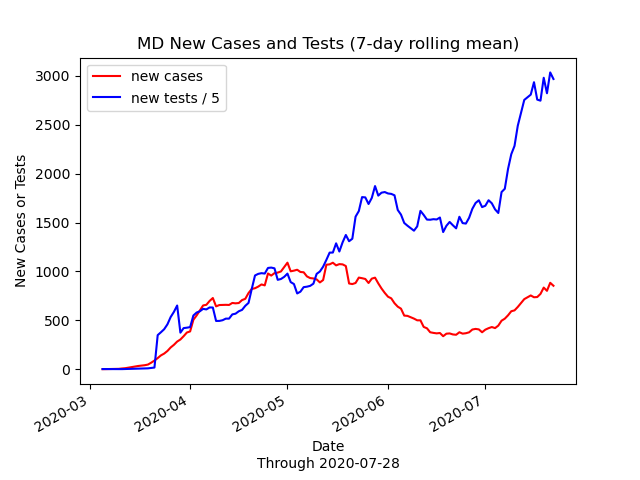 MD New Cases and Tests (7-day rolling mean)
new cases
new tests / 5
New Cases or Tests
3000
2500
2000
1500
1000
500
0
2020-03
2020-04
2020-05
2020-06
2020-07
Date
Through 2020-07-28